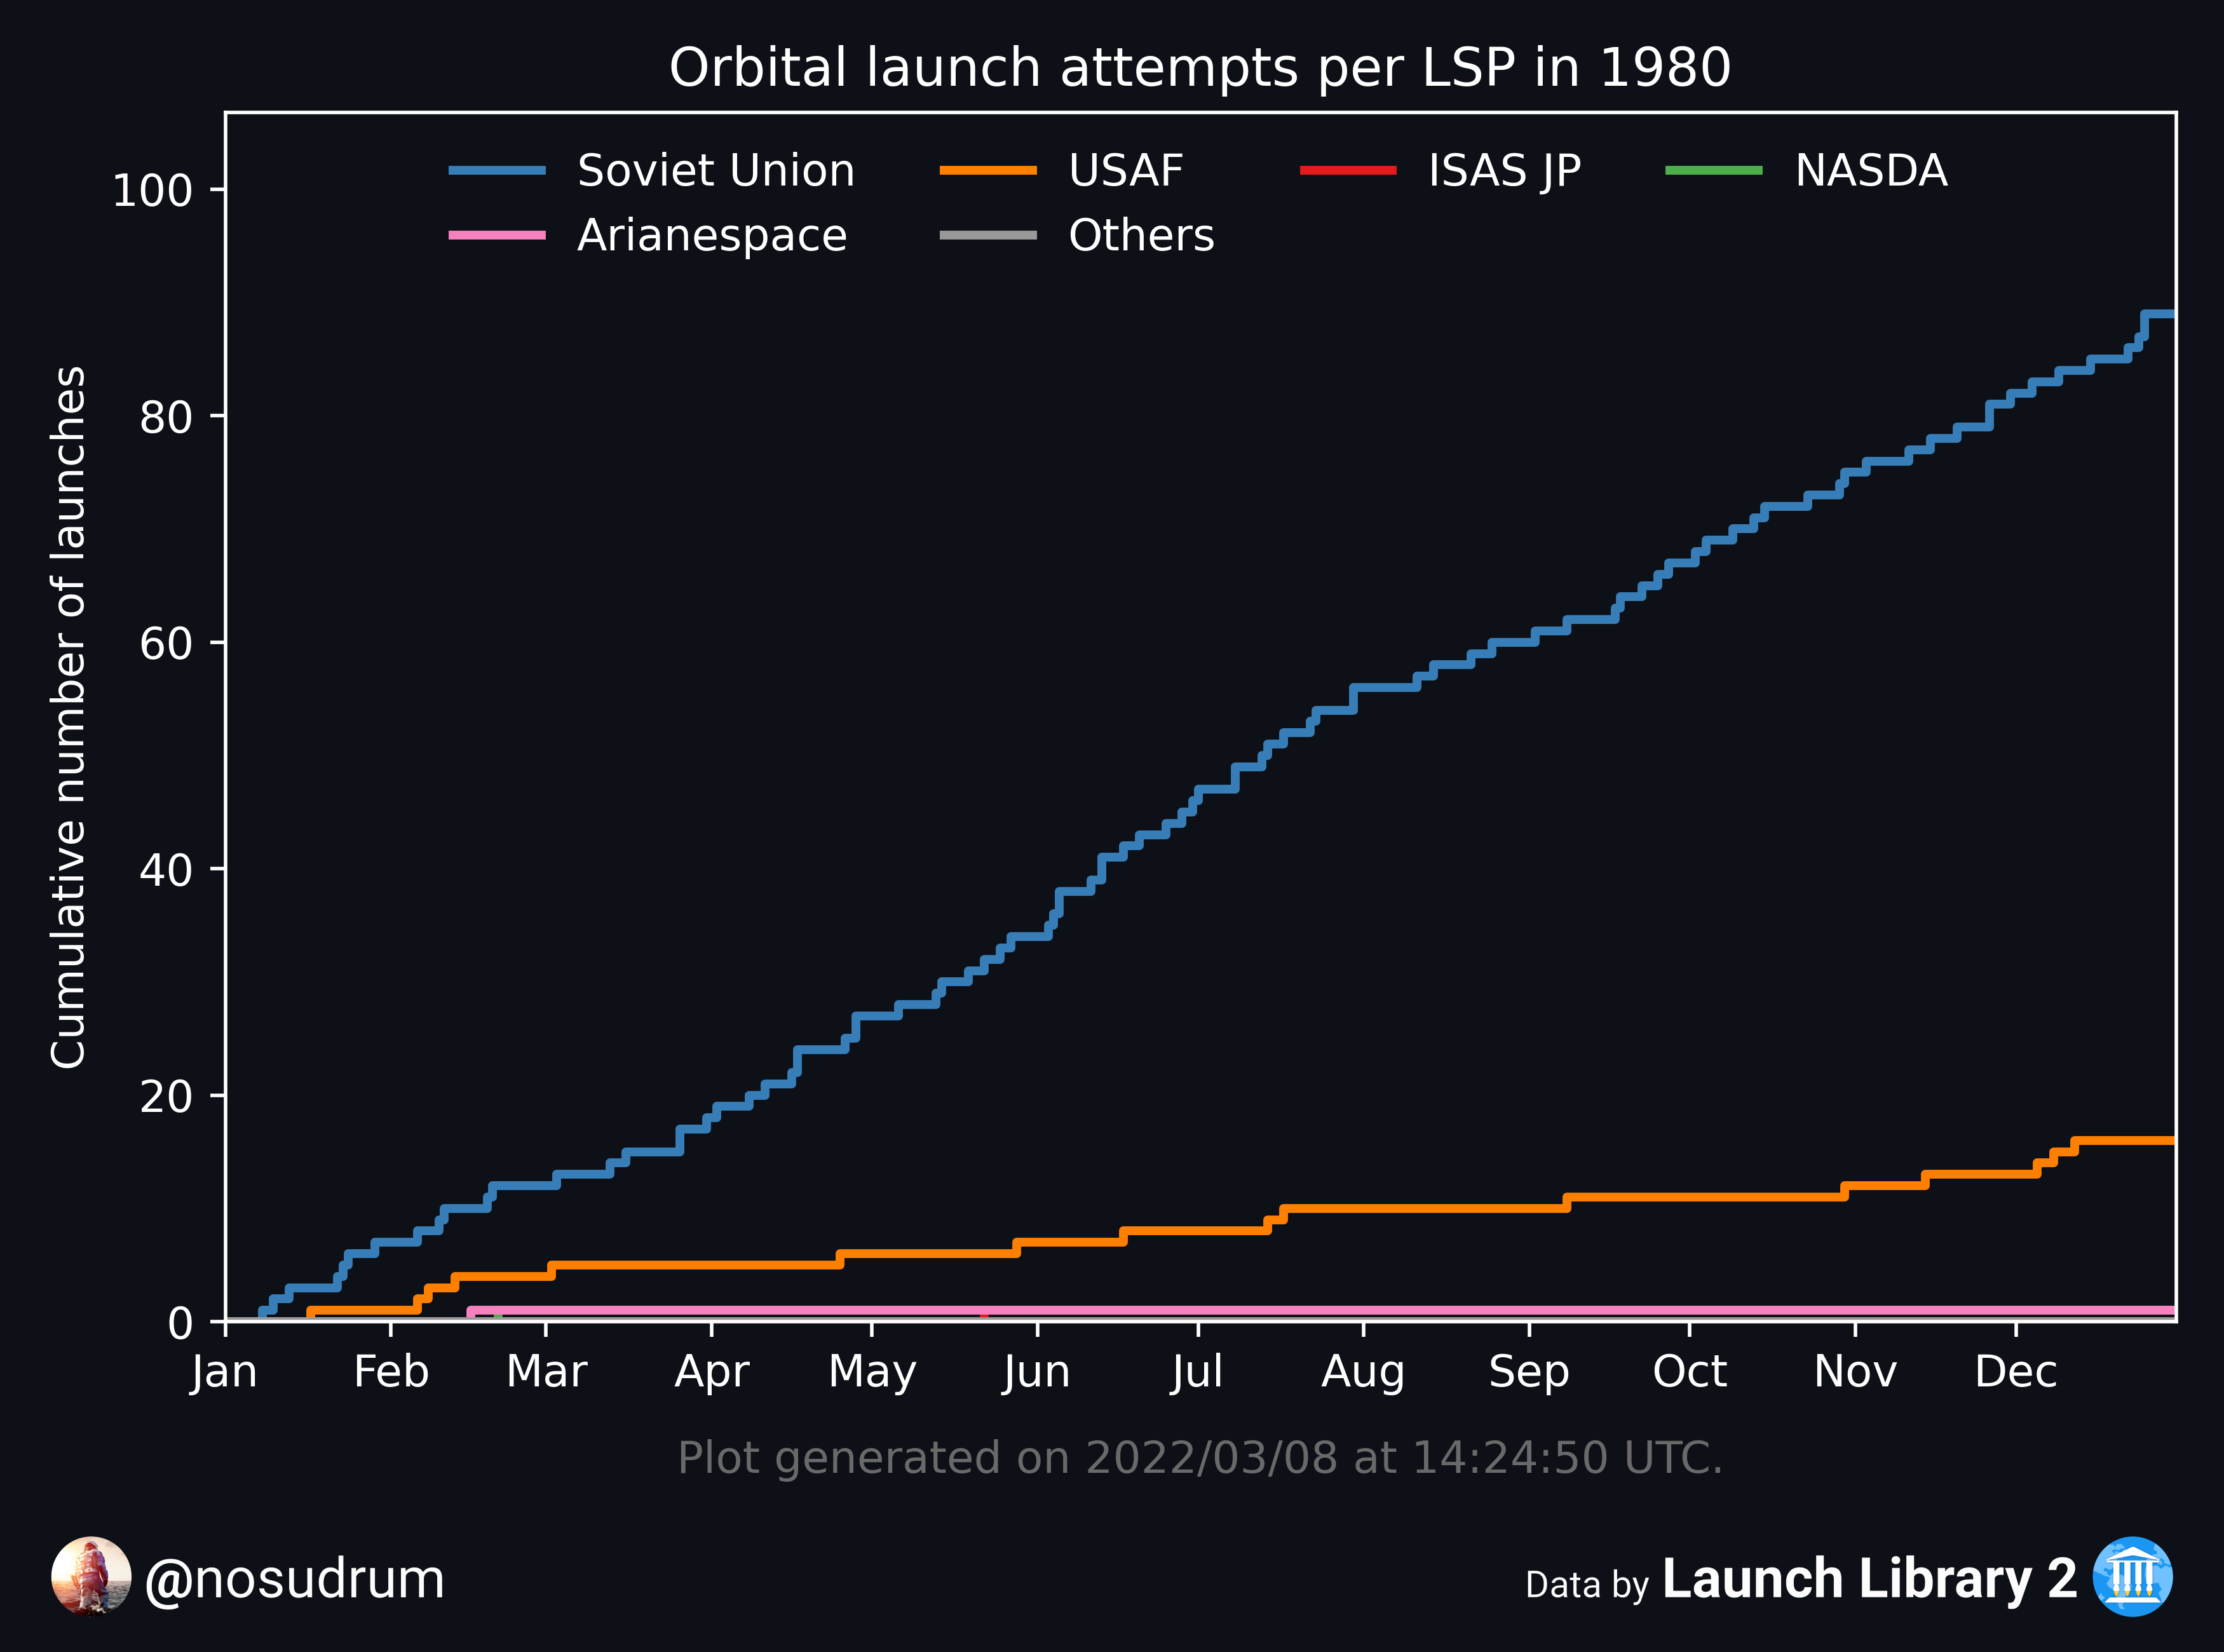 Orbital launch attempts per LSP in 1980
Soviet Union USAF ISAS JP NASDA
Arianespace Others
Cumulative number of launches
100
80
60
40
20
0
Jan Feb Mar Apr May Jun Jul Aug Sep Oct Nov Dec
Plot generated on 2022/03/08 at 14:24:50 UTC.
@nosudrum
Data by Launch Library 2